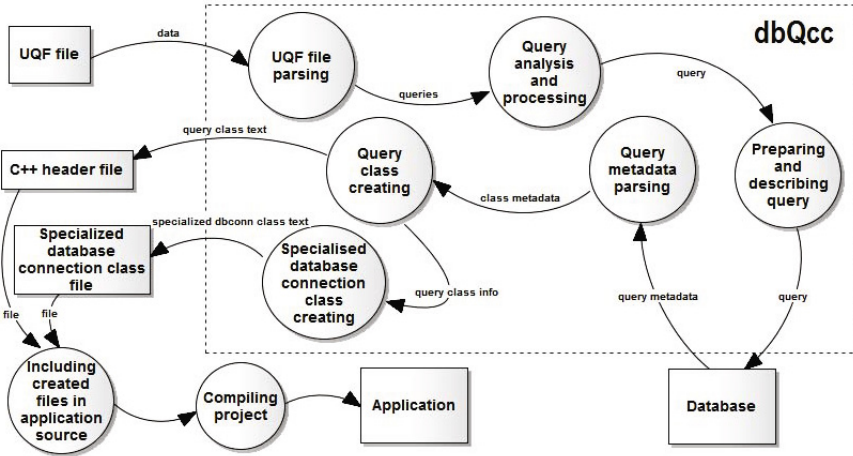 dbQcc
UQF file
data
UQF file
parsing
queries
Query
analysis
and
processing
query
Preparing
and
describing
query
query
Database
query metadata
Query
metadata
parsing
class metadata
Query
class
creating
query class text
C++ header file
query class info
Specialised
database
connection
class
creating
specialized dbconn class text
Specialized
database
connection class
file
file
file
Including
created
files in
application
source
Compiling
project
Application